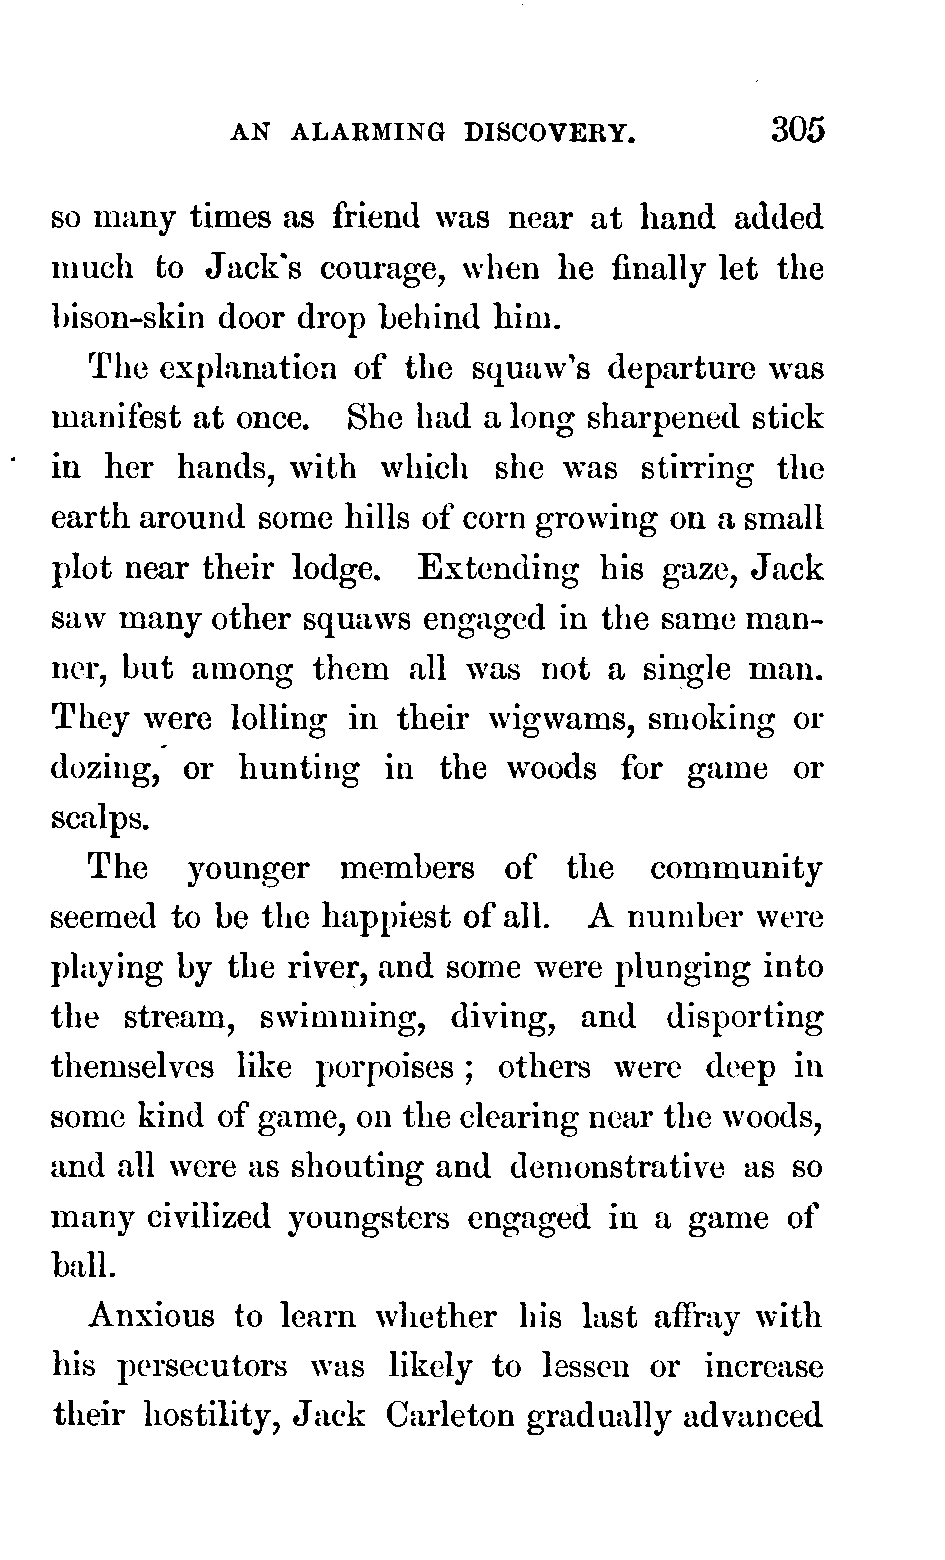 AN ALARMING DISCOVERY. 305
so many times as friend was near at hand added
much to Jack's courage, when he finally let the
bison-skin door drop behind him.
The explanation of the squaw's departure was
manifest at once. She had a long sharpened stick
in her hands, with which she was stirring the
earth around some hills of corn growing on a small
plot near their lodge. Extending his gaze, Jack
saw many other squaws engaged in the same man-
ner, but among them all was not a single man.
They were lolling in their wigwams, smoking or
dozing, or hunting in the woods for game or
scalps.
The younger members of the community
seemed to be the happiest of all. A number were
playing by the river, and some were plunging into
the stream, swimming, diving, and disporting
themselves like porpoises ; others were deep in
some kind of game, on the clearing near the woods,
and all were as shouting and demonstrative as so
many civilized youngsters engaged in a game of
ball.
Anxious to learn whether his last affray with
his persecutors was likely to lessen or increase
their hostility, Jack Carleton gradually advanced